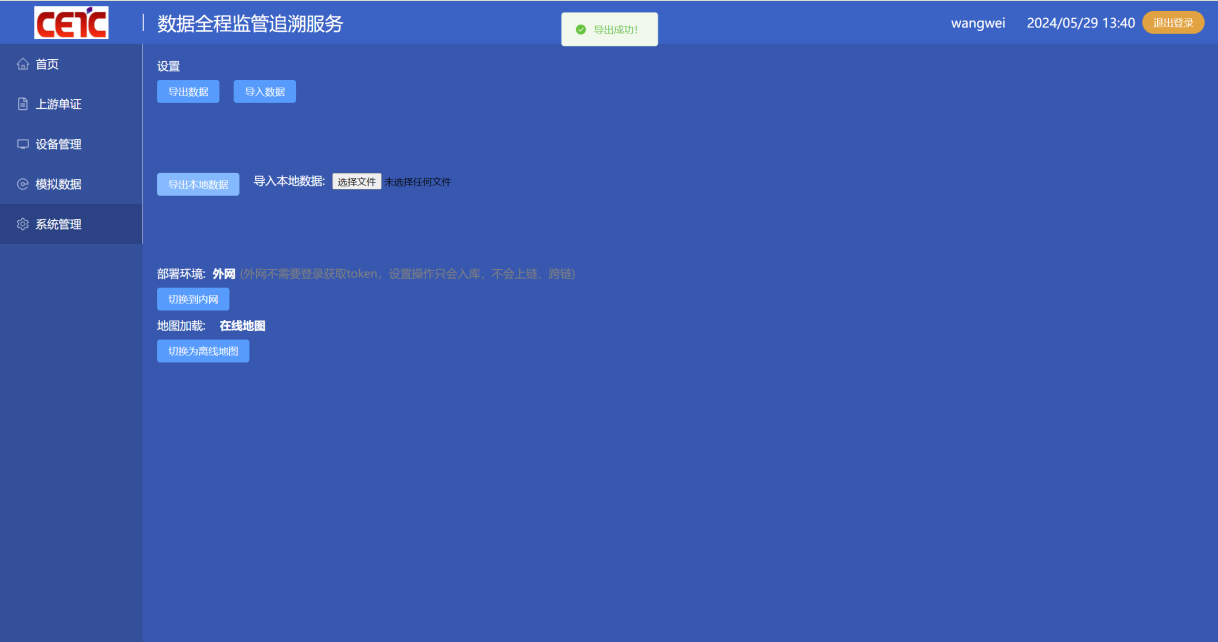 CETC
数据全程监管追溯服务
导出成功！
wangwei
2024/05/29 13:40
退出登录
首页
上游单证
设备管理
模拟数据
系统管理
设置
导出数据
导入数据
导出本地数据
导入本地数据:
选择文件 未选择任何文件
部署环境: 外网 (外网不需要登录获取token，设置操作只会入库，不会上链、跨链)
切换到内网
地图加载: 在线地图
切换为离线地图